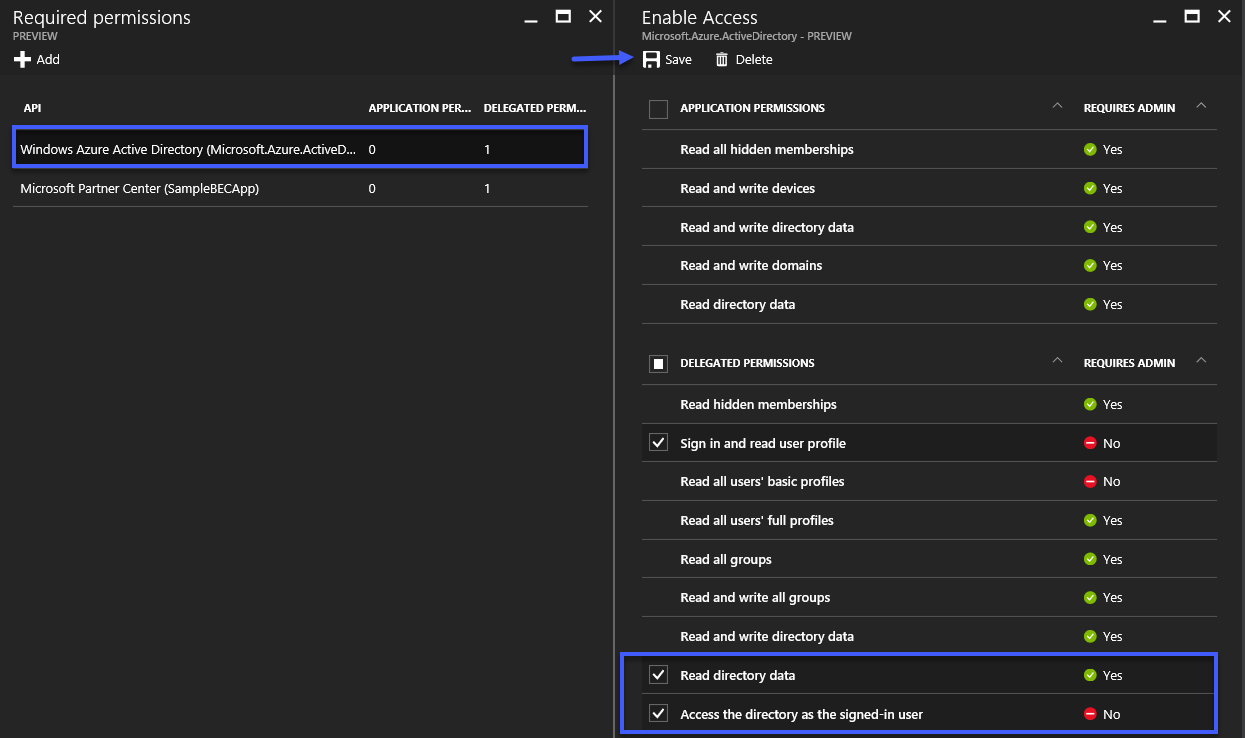 Required permissions
PREVIEW
Add
API APPLICATION PER... DELEGATED PERM...
Windows Azure Active Directory (Microsoft.Azure.ActiveD... 0 1
Microsoft Partner Center (SampleBECApp) 0 1
Enable Access
Microsoft.Azure.ActiveDirectory - PREVIEW
Save Delete
APPLICATION PERMISSIONS REQUIRES ADMIN
Read all hidden memberships Yes
Read and write devices Yes
Read and write directory data Yes
Read and write domains Yes
Read directory data Yes
DELEGATED PERMISSIONS REQUIRES ADMIN
Read hidden memberships Yes
Sign in and read user profile No
Read all users' basic profiles No
Read all users' full profiles Yes
Read all groups Yes
Read and write all groups Yes
Read and write directory data Yes
Read directory data Yes
Access the directory as the signed-in user No